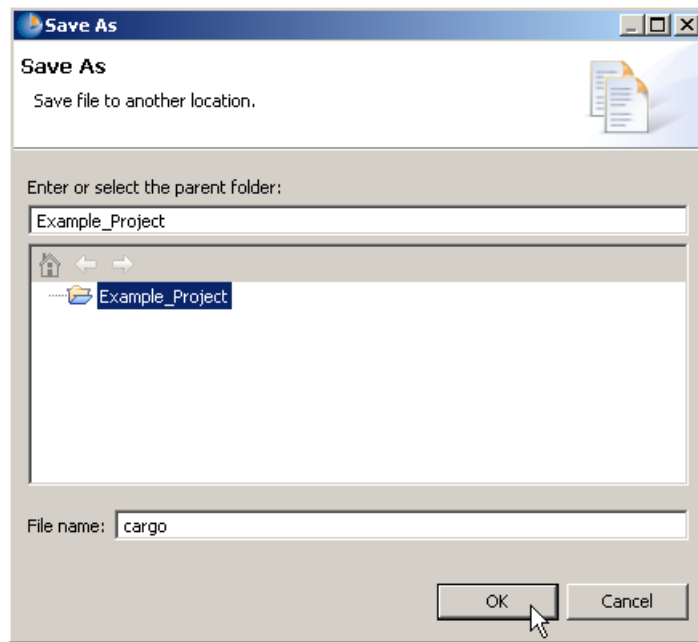 Save As
Save As
Save file to another location.
Enter or select the parent folder:
Example_Project
Example_Project
File name: cargo
OK Cancel